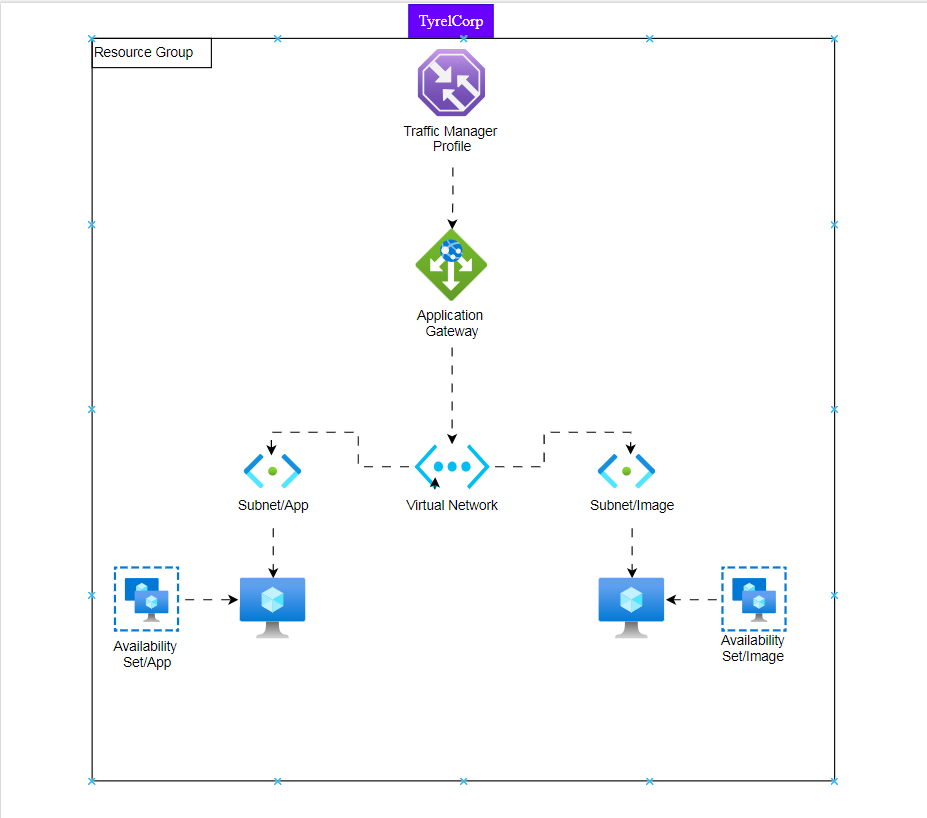 TyrelCorp
Resource Group
Traffic Manager
Profile
Application
Gateway
Subnet/App
Virtual Network
Subnet/Image
Availability
Set/App
Availability
Set/Image